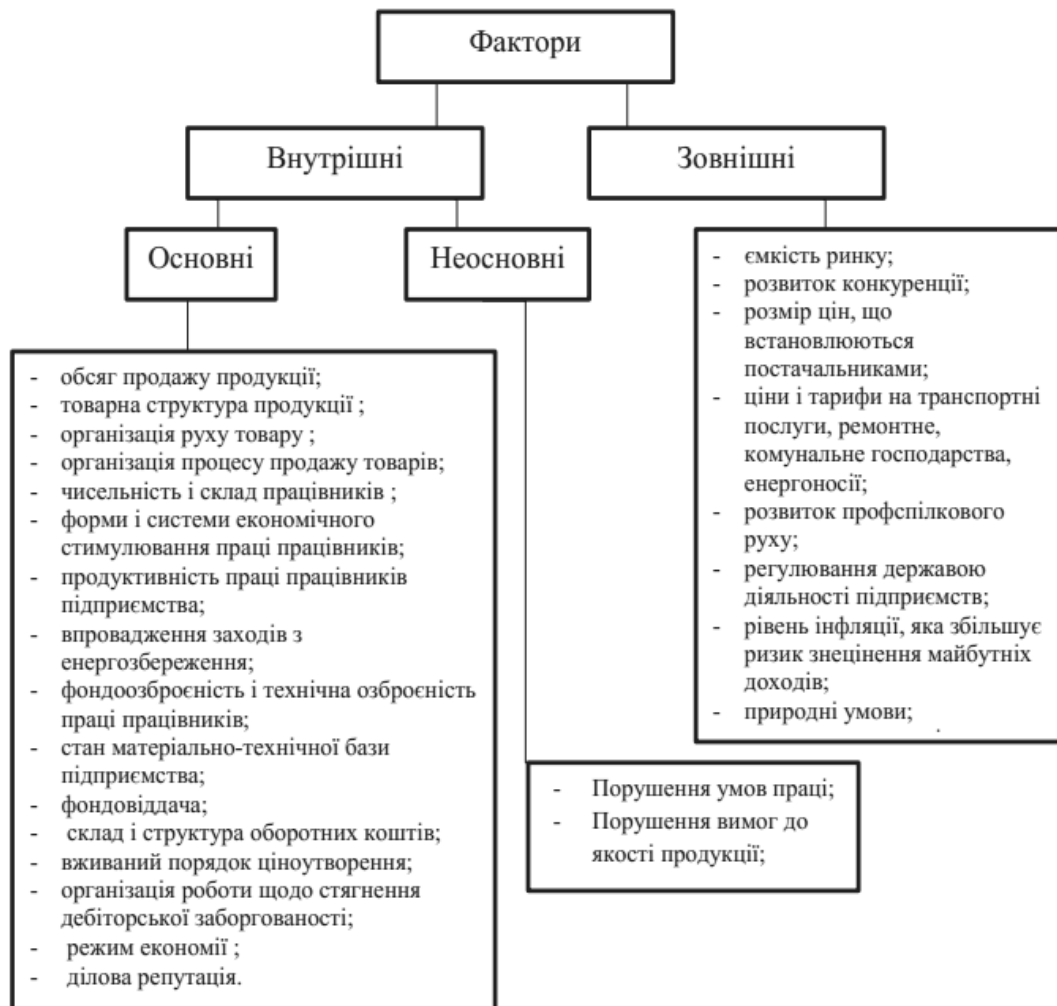 Фактори
Внутрішні
Зовнішні
Основні
Неосновні
- обсяг продажу продукції;
- товарна структура продукції ;
- організація руху товару ;
- організація процесу продажу товарів;
- чисельність і склад працівників ;
- форми і системи економічного
стимулювання праці працівників;
- продуктивність праці працівників
підприємства;
- впровадження заходів з
енергозбереження;
- фондоозброєність і технічна озброєність
праці працівників;
- стан матеріально-технічної бази
підприємства;
- фондовіддача;
- склад і структура оборотних коштів;
- вживаний порядок ціноутворення;
- організація роботи щодо стягнення
дебіторської заборгованості;
- режим економії ;
- ділова репутація.
- Порушення умов праці;
- Порушення вимог до
якості продукції;
- ємкість ринку;
- розвиток конкуренції;
- розмір цін, що
встановлюються
постачальниками;
- ціни і тарифи на транспортні
послуги, ремонтне,
комунальне господарства,
енергоносії;
- розвиток профспілкового
руху;
- регулювання державою
діяльності підприємств;
- рівень інфляції, яка збільшує
ризик знецінення майбутніх
доходів;
- природні умови;
.